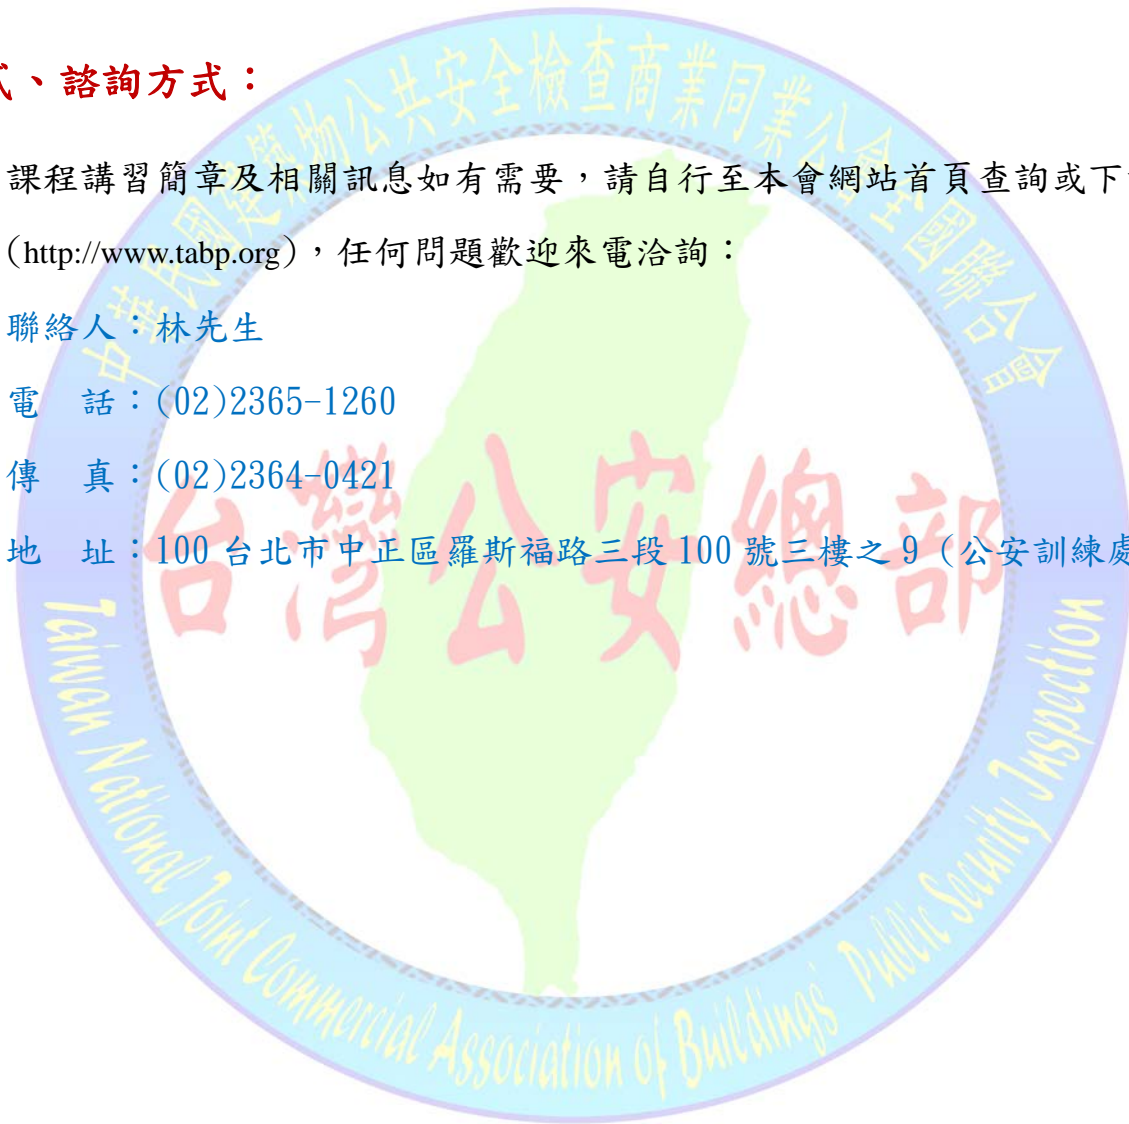 、諮詢方式：
課程講習簡章及相關訊息如有需要，請自行至本會網站首頁查詢或下
（http://www.tabp.org），任何問題歡迎來電洽詢：
聯絡人：林先生
電　話：(02)2365-1260
傳　真：(02)2364-0421
地　址：100 台北市中正區羅斯福路三段 100 號三樓之 9（公安訓練處
中華民國建築物公共安全檢查商業同業公會全國聯合會
台灣公安總部
Taiwan National Joint Commercial Association of Buildings' Public Security Inspection